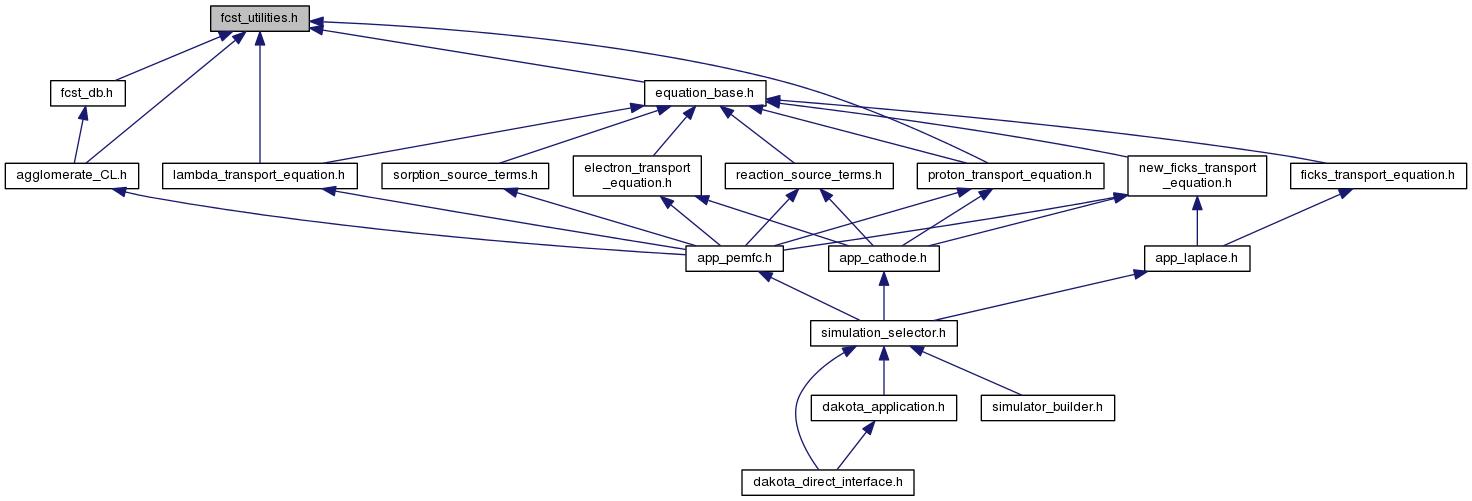 fcst_utilities.h
fcst_db.h
equation_base.h
agglomerate_CL.h
lambda_transport_equation.h
sorption_source_terms.h
electron_transport
_equation.h
reaction_source_terms.h
proton_transport_equation.h
new_ficks_transport
_equation.h
ficks_transport_equation.h
app_pemfc.h
app_cathode.h
app_laplace.h
simulation_selector.h
dakota_application.h
simulator_builder.h
dakota_direct_interface.h